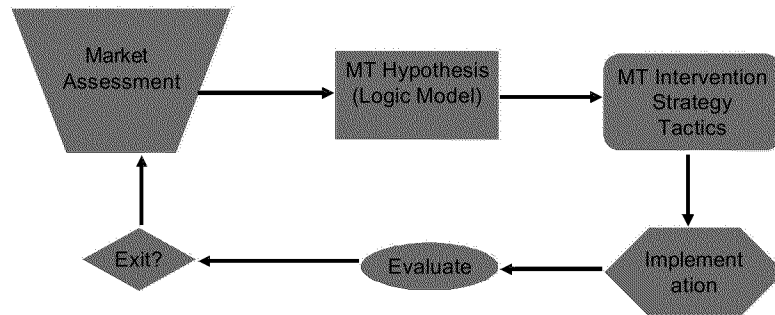 Market
Assessment
MT Hypothesis
(Logic Model)
MT Intervention
Strategy
Tactics
Implement
ation
Evaluate
Exit?